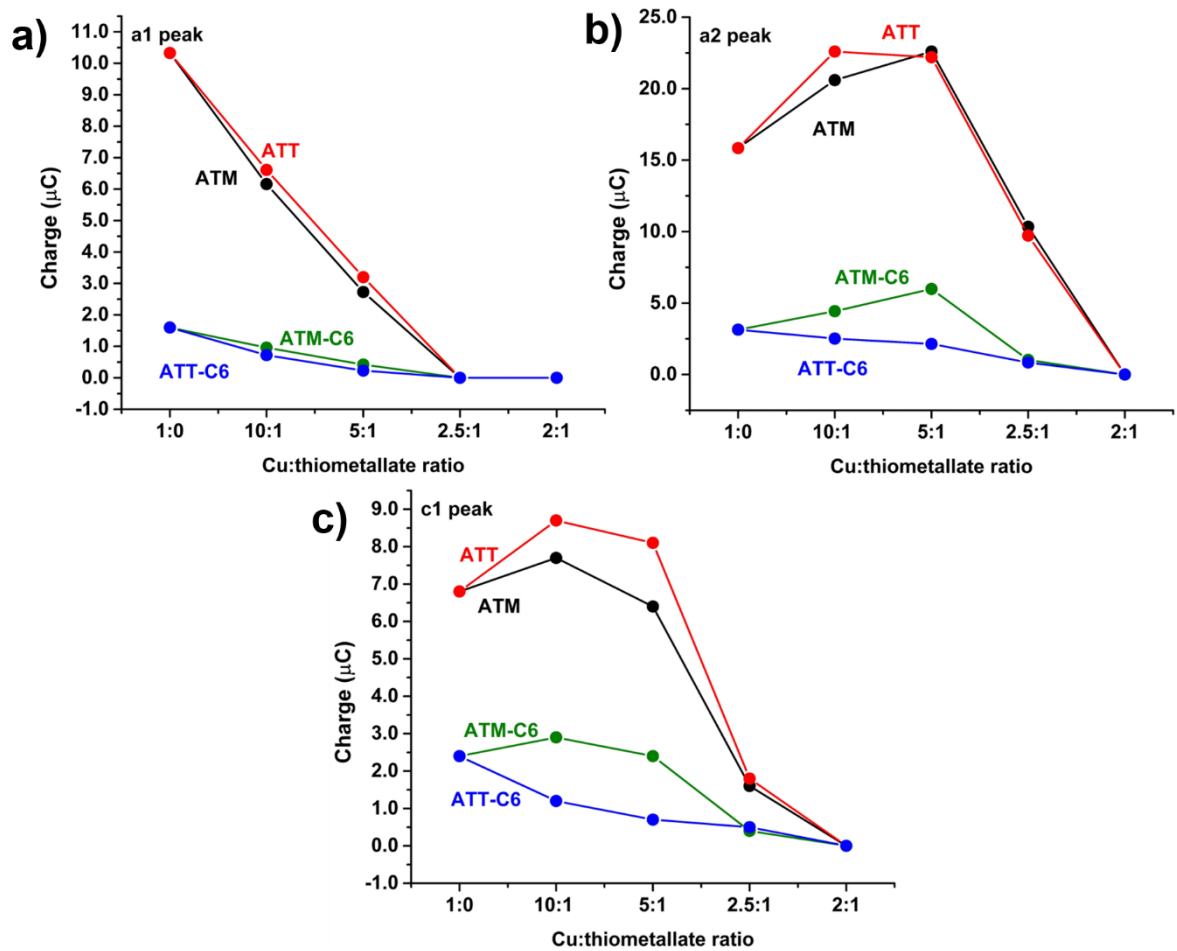 a)
a1 peak
11.0
10.0
9.0
8.0
7.0
6.0
5.0
4.0
3.0
2.0
1.0
0.0
-1.0
Charge (μC)
ATT
ATM
ATM-C6
ATT-C6
1:0 10:1 5:1 2.5:1 2:1
Cu:thiometallate ratio
b)
a2 peak
25.0
20.0
15.0
10.0
5.0
0.0
Charge (μC)
ATT
ATM
ATM-C6
ATT-C6
1:0 10:1 5:1 2.5:1 2:1
Cu:thiometallate ratio
c)
c1 peak
9.0
8.0
7.0
6.0
5.0
4.0
3.0
2.0
1.0
0.0
-1.0
Charge (μC)
ATT
ATM
ATM-C6
ATT-C6
1:0 10:1 5:1 2.5:1 2:1
Cu:thiometallate ratio